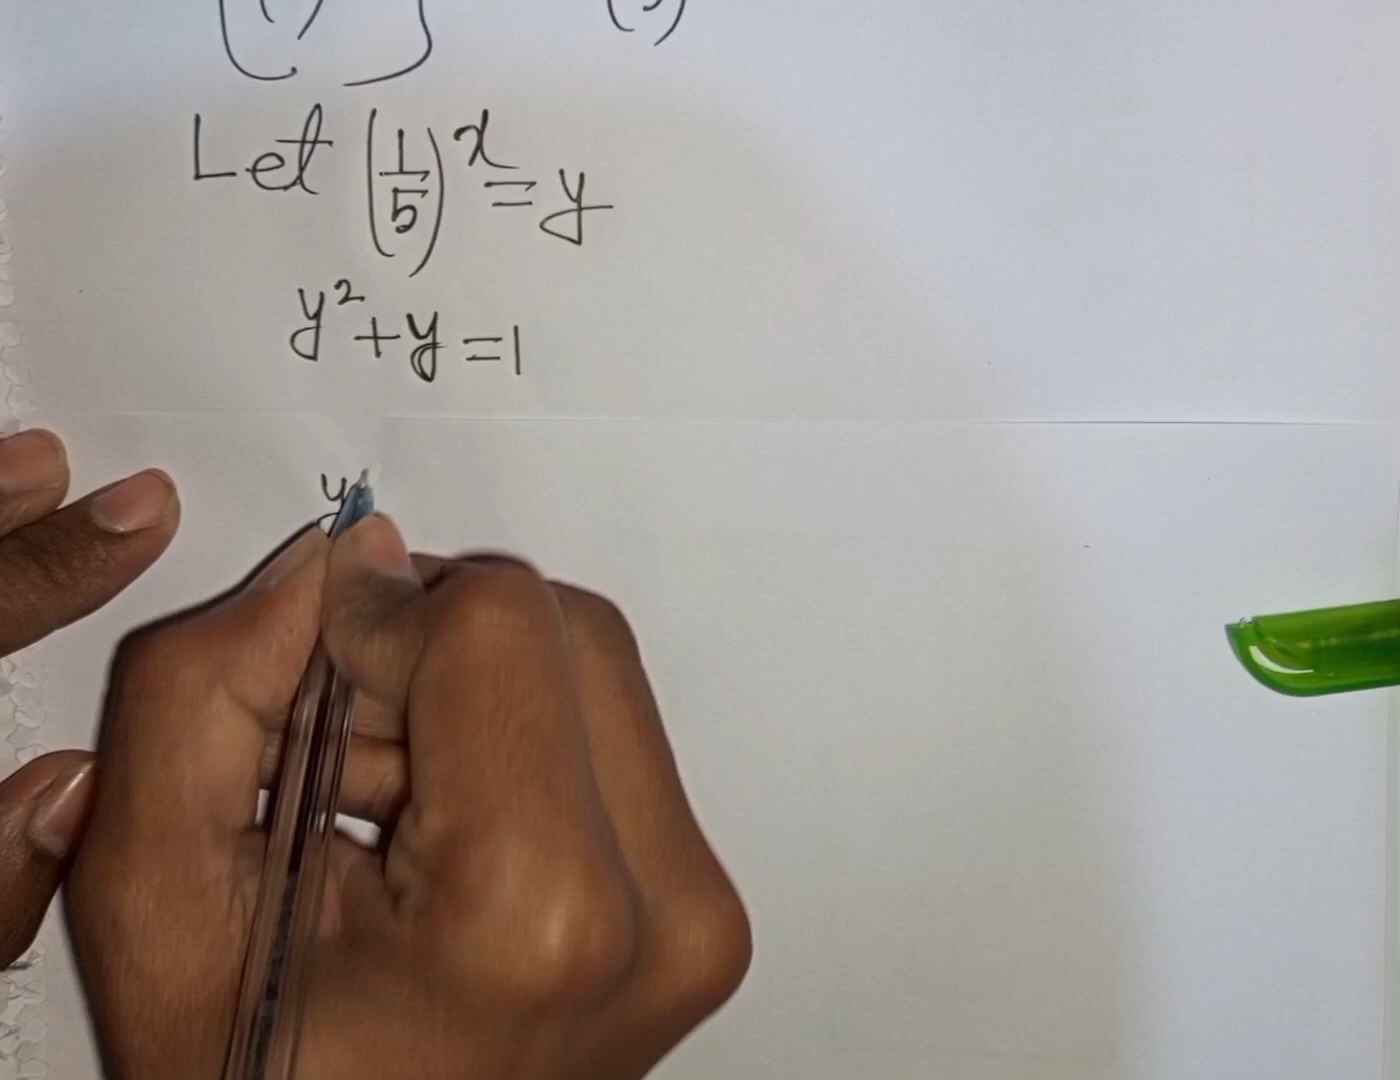 Let (1/5)^x = y
y² + y = 1
y